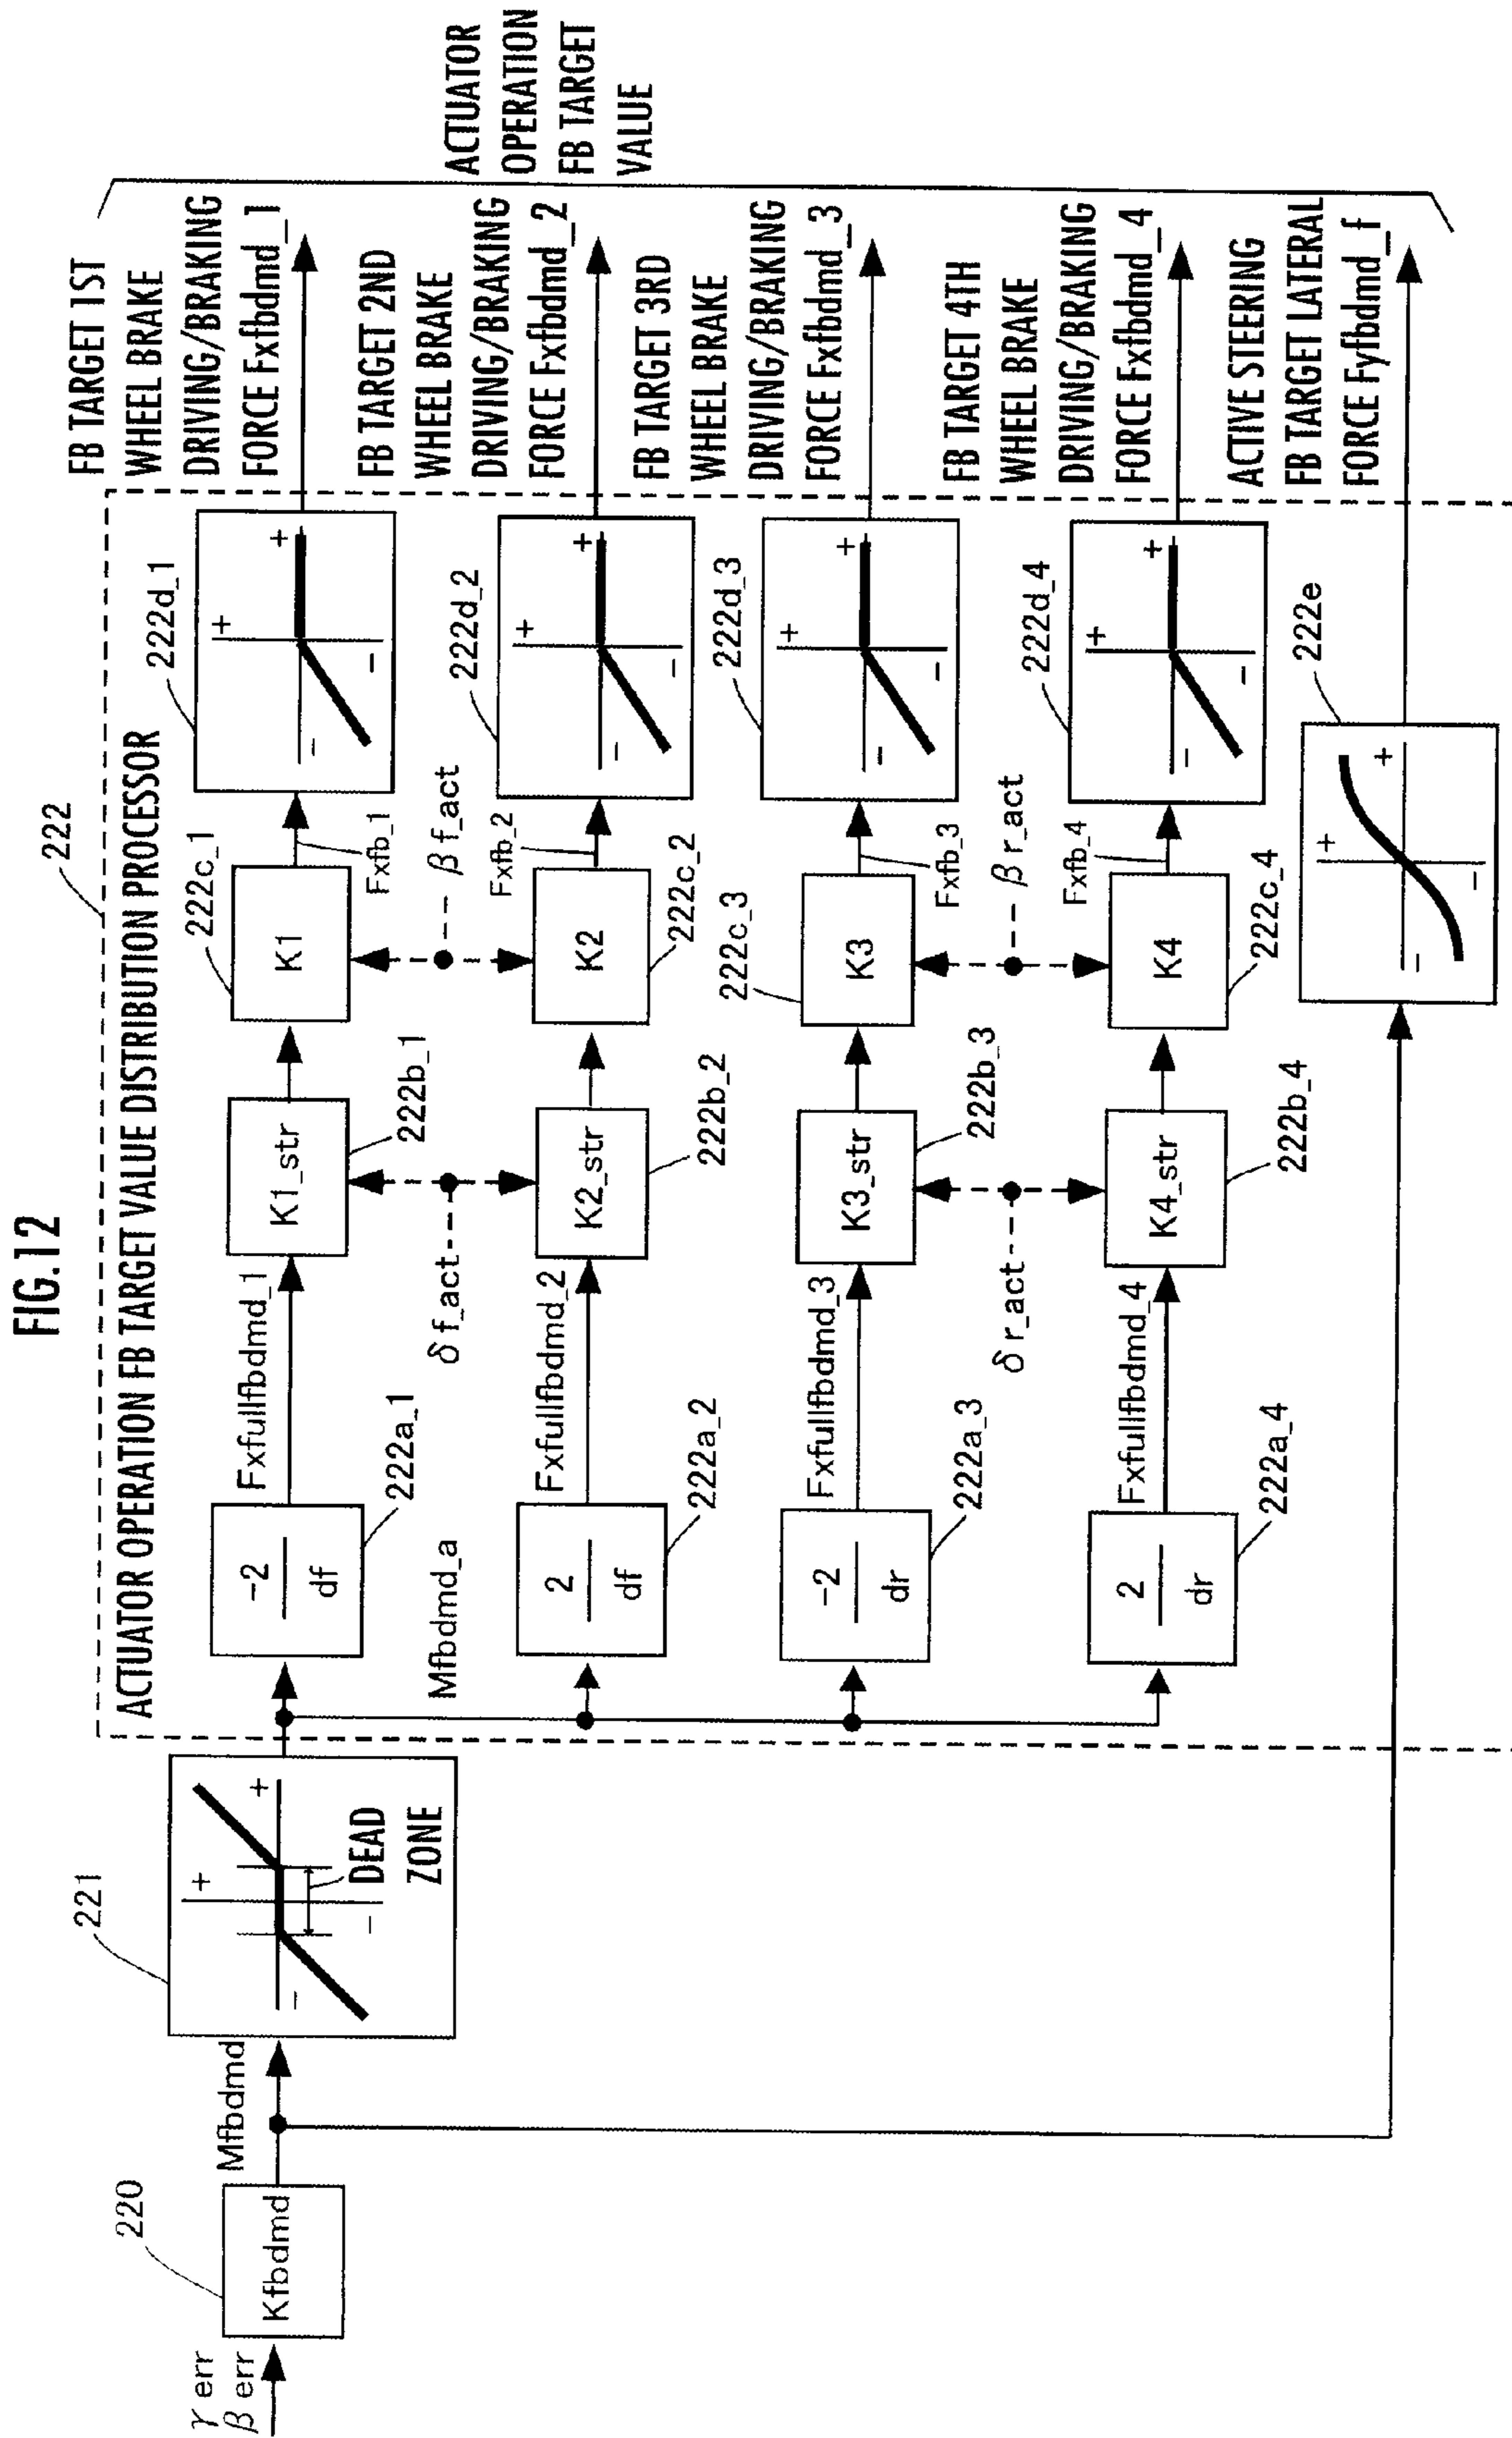 FIG.12
γ err
β err
220
Kfbdmd
Mfbdmd
221
+
+
−
−
DEAD
ZONE
222
ACTUATOR OPERATION FB TARGET VALUE DISTRIBUTION PROCESSOR
Mfbdmd_a
-2
df
222a_1
Fxfullfbdmd_1
K1_str
222b_1
K1
222c_1
Fxfb_1
222d_1
+
+
−
−
FB TARGET 1ST
WHEEL BRAKE
DRIVING/BRAKING
FORCE Fxfbdmd_1
δ f_act
β f_act
2
df
222a_2
Fxfullfbdmd_2
K2_str
222b_2
K2
222c_2
Fxfb_2
222d_2
+
+
−
−
FB TARGET 2ND
WHEEL BRAKE
DRIVING/BRAKING
FORCE Fxfbdmd_2
-2
dr
222a_3
Fxfullfbdmd_3
K3_str
222b_3
K3
222c_3
Fxfb_3
222d_3
+
+
−
−
FB TARGET 3RD
WHEEL BRAKE
DRIVING/BRAKING
FORCE Fxfbdmd_3
δ r_act
β r_act
2
dr
222a_4
Fxfullfbdmd_4
K4_str
222b_4
K4
222c_4
Fxfb_4
222d_4
+
+
−
−
FB TARGET 4TH
WHEEL BRAKE
DRIVING/BRAKING
FORCE Fxfbdmd_4
222e
+
+
−
−
ACTIVE STEERING
FB TARGET LATERAL
FORCE Fyfbdmd_f
ACTUATOR
OPERATION
FB TARGET
VALUE